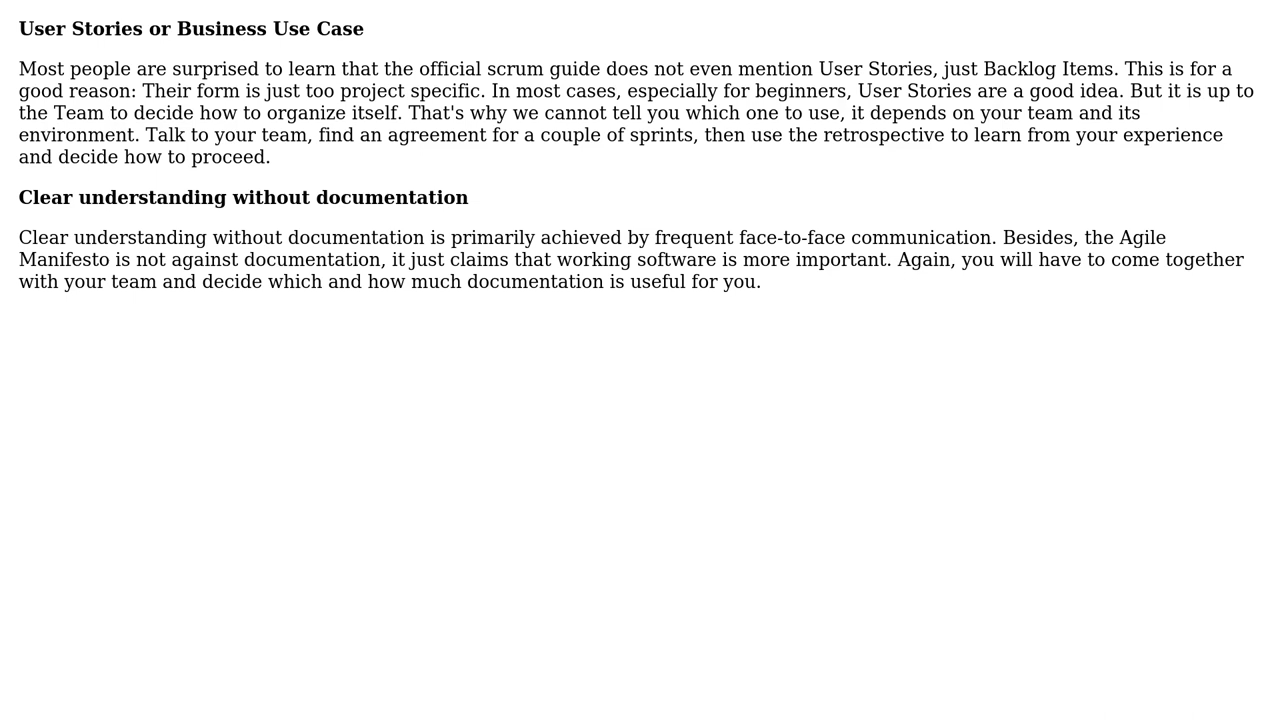 User Stories or Business Use Case
Most people are surprised to learn that the official scrum guide does not even mention User Stories, just Backlog Items. This is for a
good reason: Their form is just too project specific. In most cases, especially for beginners, User Stories are a good idea. But it is up to
the Team to decide how to organize itself. That's why we cannot tell you which one to use, it depends on your team and its
environment. Talk to your team, find an agreement for a couple of sprints, then use the retrospective to learn from your experience
and decide how to proceed.
Clear understanding without documentation
Clear understanding without documentation is primarily achieved by frequent face-to-face communication. Besides, the Agile
Manifesto is not against documentation, it just claims that working software is more important. Again, you will have to come together
with your team and decide which and how much documentation is useful for you.